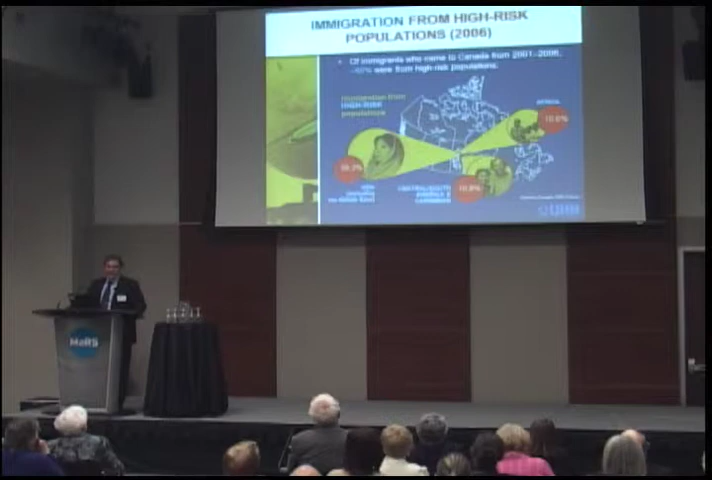 IMMIGRATION FROM HIGH-RISK
POPULATIONS (2006)
• Of immigrants who came to Canada from 2001–2006,
were from high-risk populations.
Immigration from
HIGH-RISK
populations
AFRICA
10.6%
10.8%
CENTRAL/SOUTH
AMERICA &
CARIBBEAN
MaRS